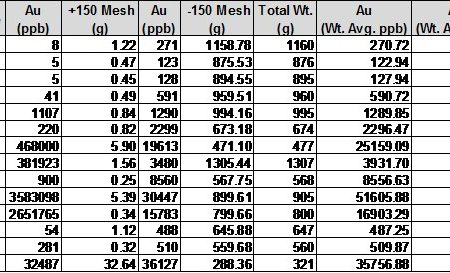 Au (ppb) +150 Mesh (g) Au (ppb) -150 Mesh (g) Total Wt. (g) Au (Wt. Avg. ppb) (Wt. A
8 1.22 271 1158.78 1160 270.72
5 0.47 123 875.53 876 122.94
5 0.45 128 894.55 895 127.94
41 0.49 591 959.51 960 590.72
1107 0.84 1290 994.16 995 1289.85
220 0.82 2299 673.18 674 2296.47
468000 5.90 19613 471.10 477 25159.09
381923 1.56 3480 1305.44 1307 3931.70
900 0.25 8560 567.75 568 8556.63
3583098 5.39 30447 899.61 905 51605.88
2651765 0.34 15783 799.66 800 16903.29
54 1.12 488 645.88 647 487.25
281 0.32 510 559.68 560 509.87
32487 32.64 36127 288.36 321 35756.88